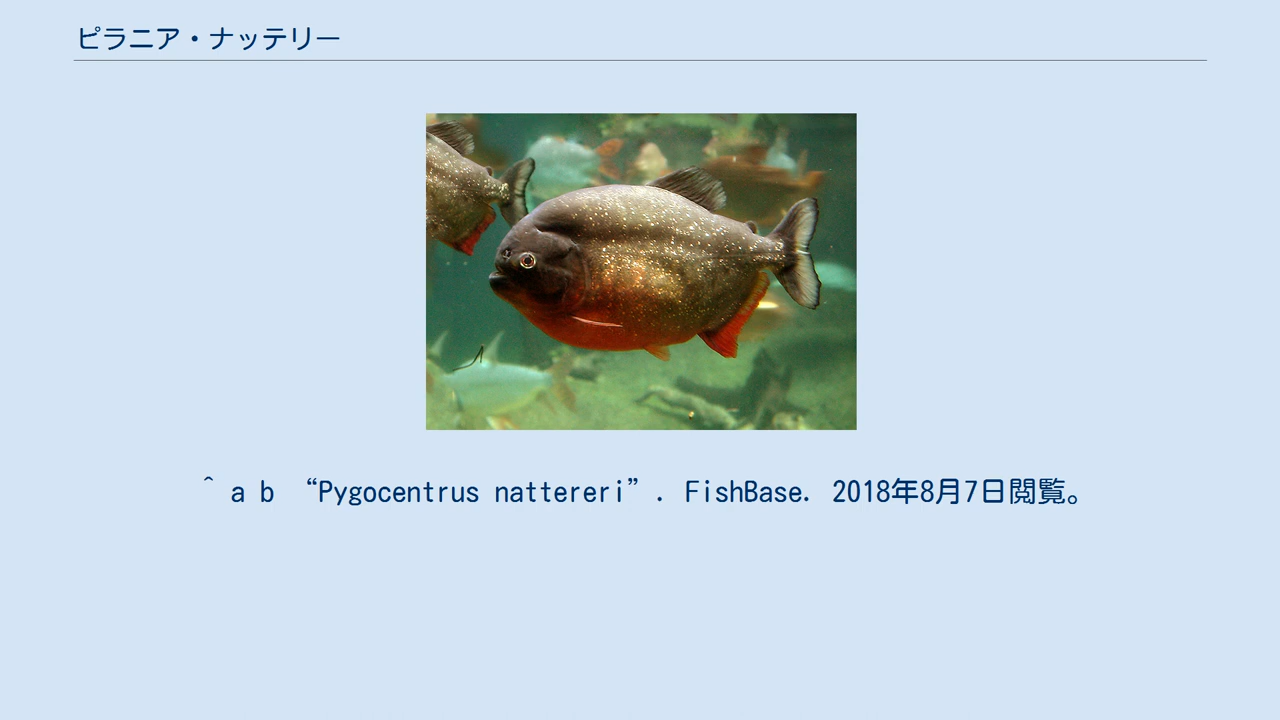 ピラニア・ナッテリー
^ a b “Pygocentrus nattereri”. FishBase. 2018年8月7日閲覧。